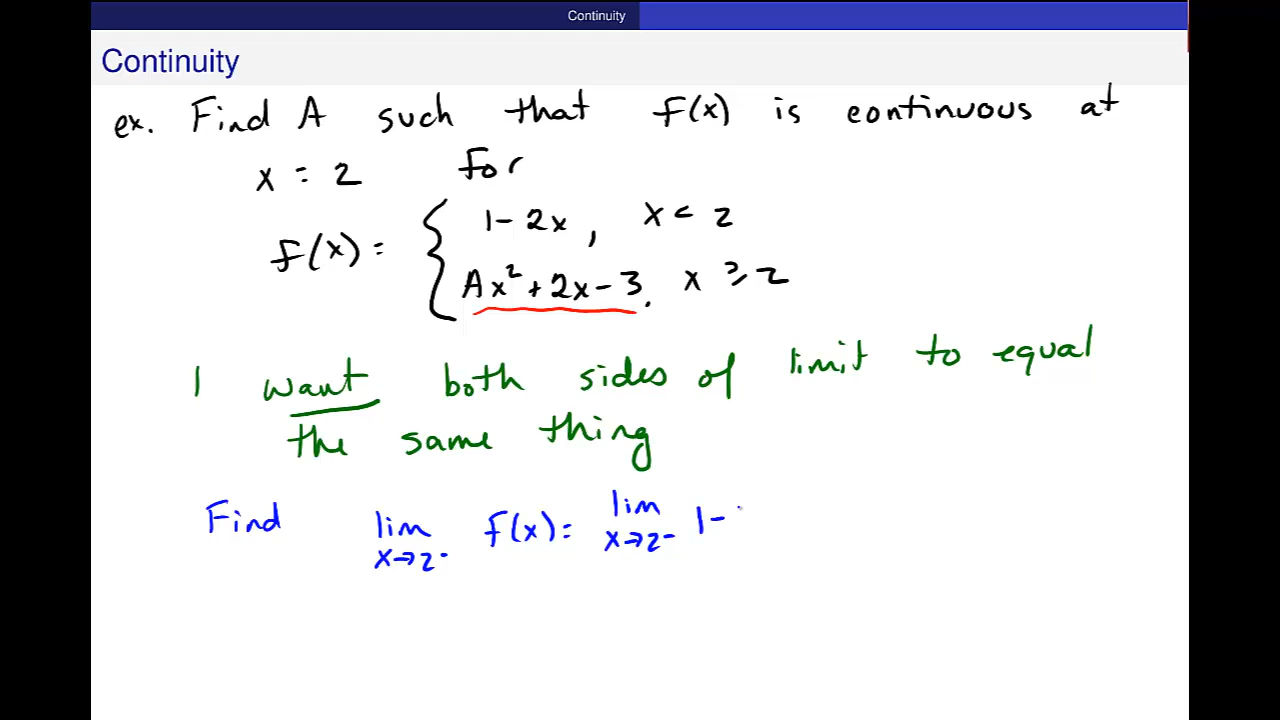 Continuity
Continuity
ex. Find A such that f(x) is continuous at
x = 2 for
f(x) = { 1 - 2x, x < 2
Ax² + 2x - 3, x ≥ 2
I want both sides of limit to equal
the same thing
Find lim x→2⁻ f(x) = lim x→2⁻ 1 -